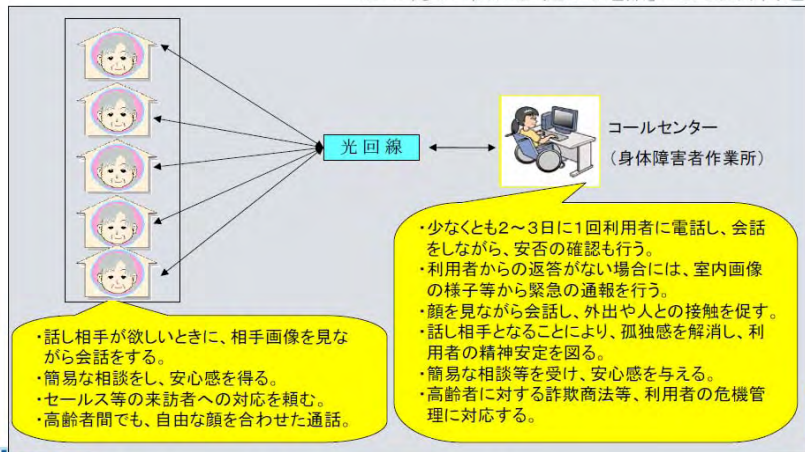 光回線
コールセンター
(身体障害者作業所)
・少なくとも2～3日に1回利用者に電話し、会話
をしながら、安否の確認も行う。
・利用者からの返答がない場合には、室内画像
の様子等から緊急の通報を行う。
・顔を見ながら会話し、外出や人との接触を促す。
・話し相手となることにより、孤独感を解消し、利
用者の精神安定を図る。
・簡易な相談等を受け、安心感を与える。
・高齢者に対する詐欺商法等、利用者の危機管
理に対応する。
・話し相手が欲しいときに、相手画像を見な
がら会話をする。
・簡易な相談をし、安心感を得る。
・セールス等の来訪者への対応を頼む。
・高齢者間でも、自由な顔を合わせた通話。